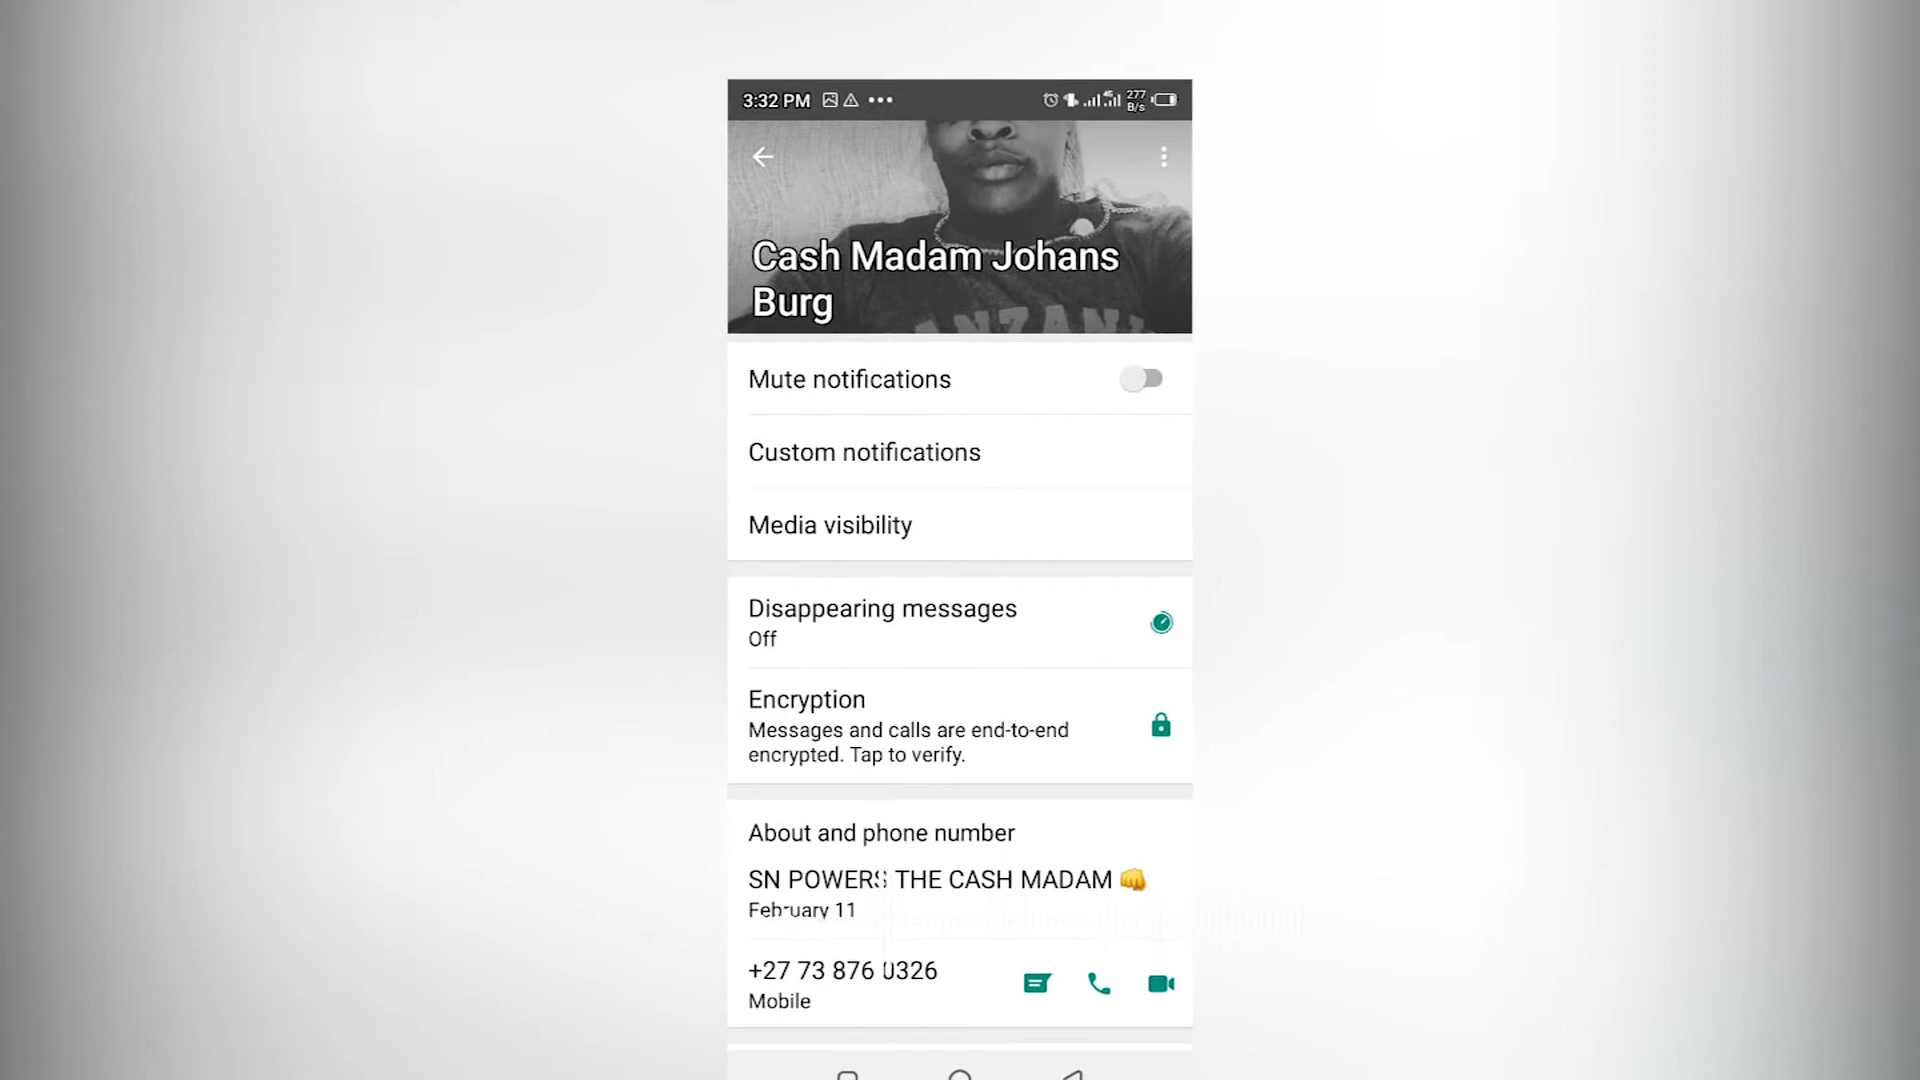 3:32 PM
4G
277
B/s
Cash Madam Johans
Burg
Mute notifications
Custom notifications
Media visibility
Disappearing messages
Off
Encryption
Messages and calls are end-to-end
encrypted. Tap to verify.
About and phone number
SN POWERS THE CASH MADAM 👊
February 11
+27 73 876 0326
Mobile